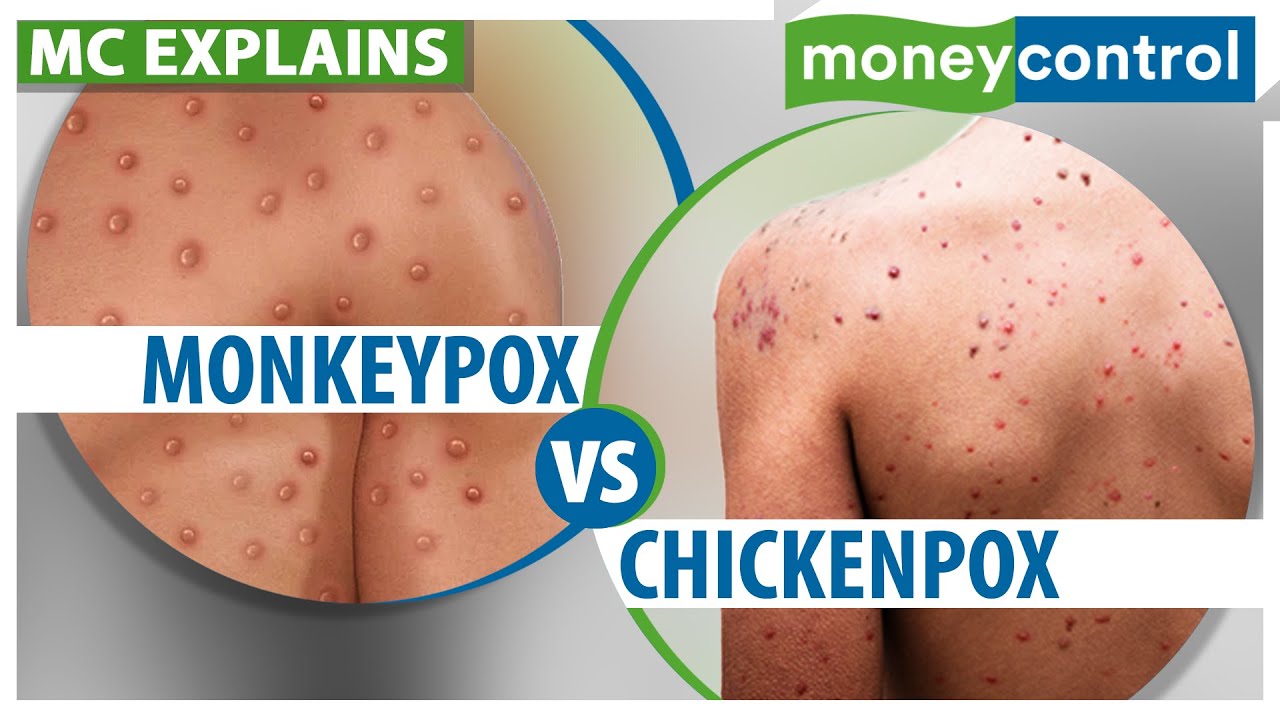 MC EXPLAINS
moneycontrol
MONKEYPOX
VS
CHICKENPOX